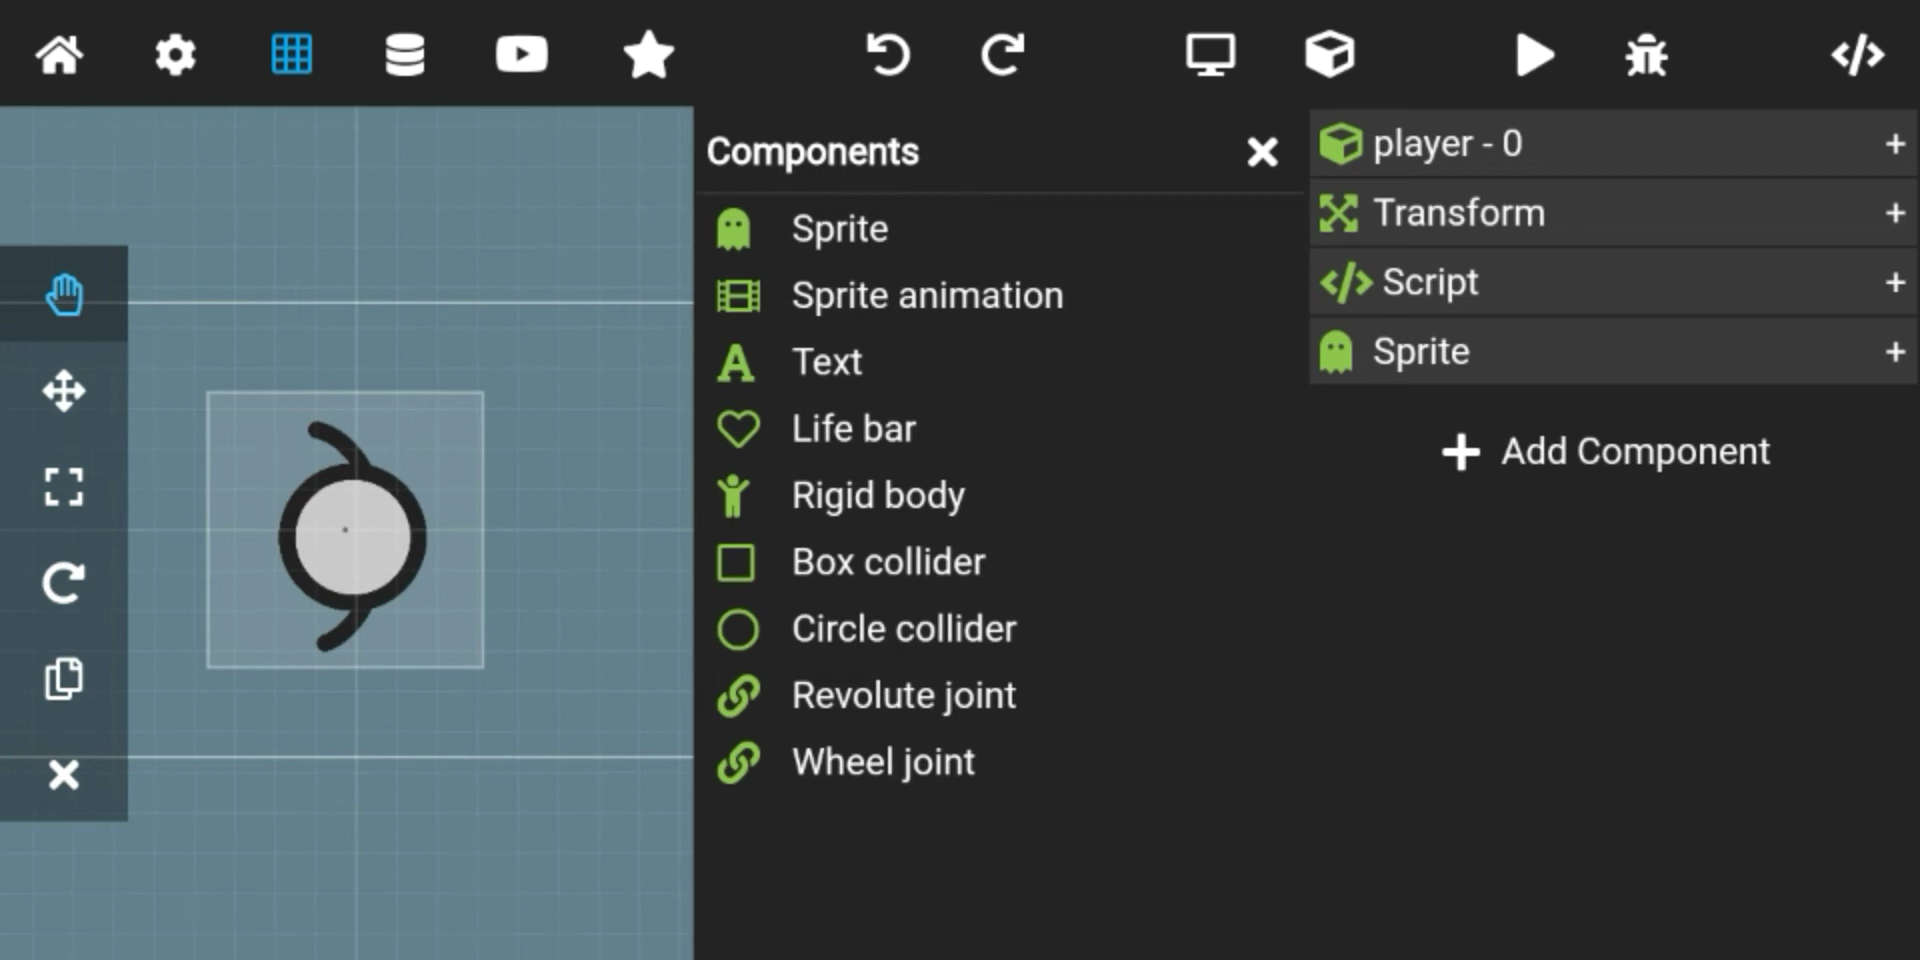 Components
Sprite
Sprite animation
Text
Life bar
Rigid body
Box collider
Circle collider
Revolute joint
Wheel joint
player - 0 +
Transform +
Script +
Sprite +
Add Component